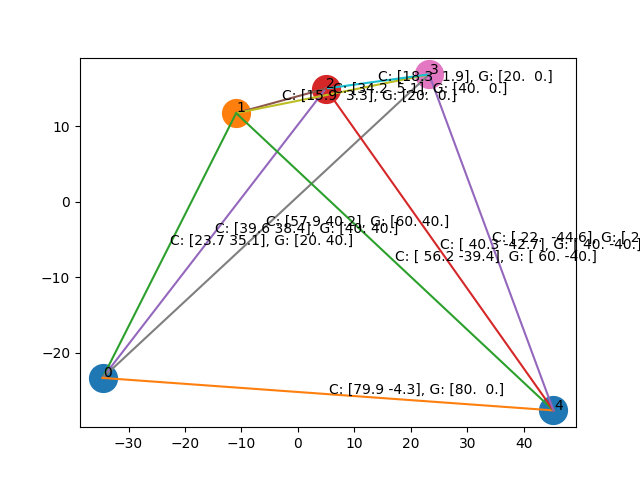 3
C: [18.3 1.9], G: [20. 0.]
2
C: [34.2 5.1], G: [40. 0.]
C: [15.9 3.3], G: [20. 0.]
1
10
0
C: [57.9 40.2], G: [60. 40.]
C: [39.6 38.4], G: [40. 40.]
C: [23.7 35.1], G: [20. 40.]
C: [ 22. -44.6], G: [ 2
C: [ 40.3 -42.7], G: [ 40. -40.]
C: [ 56.2 -39.4], G: [ 60. -40.]
−10
−20
0
C: [79.9 -4.3], G: [80. 0.]
4
−30 −20 −10 0 10 20 30 40